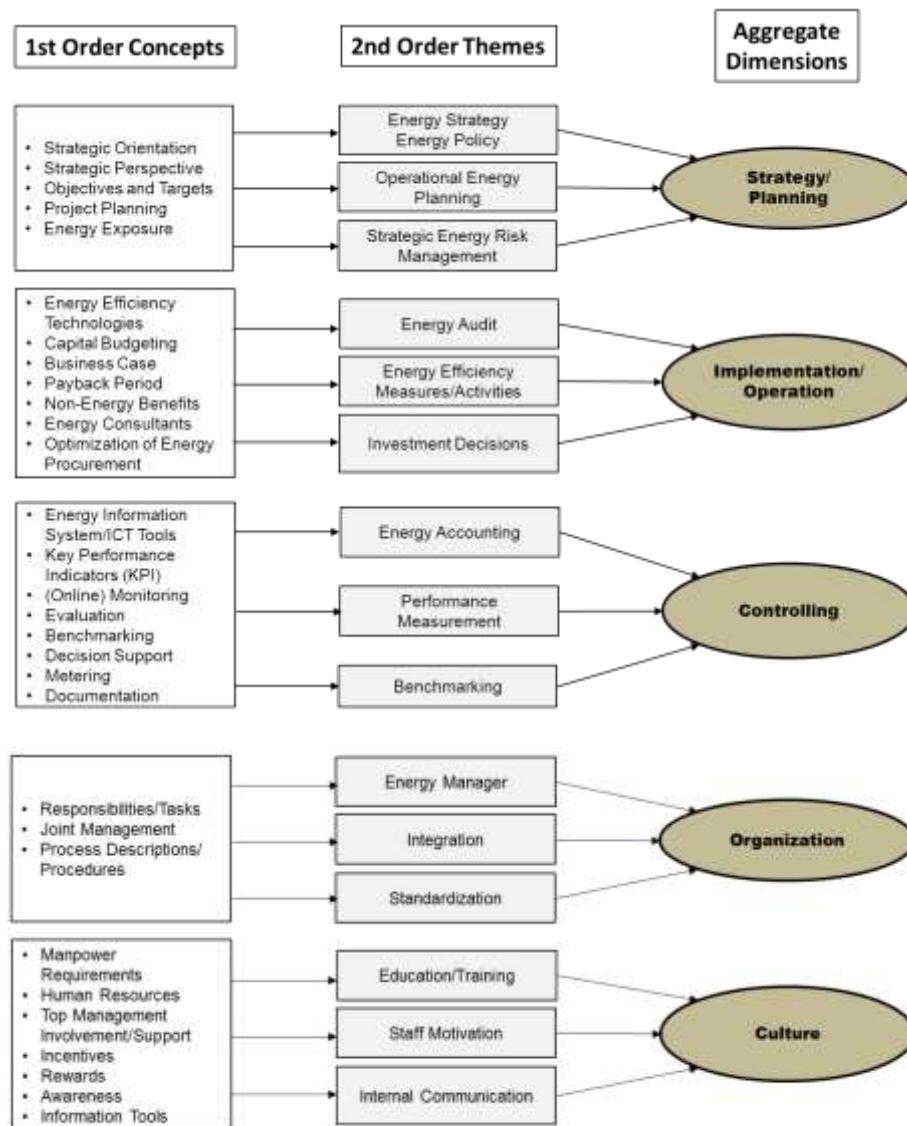 1st Order Concepts
2nd Order Themes
Aggregate
Dimensions
• Strategic Orientation
• Strategic Perspective
• Objectives and Targets
• Project Planning
• Energy Exposure
Energy Strategy
Energy Policy
Operational Energy
Planning
Strategic Energy Risk
Management
Strategy/
Planning
• Energy Efficiency
Technologies
• Capital Budgeting
• Business Case
• Payback Period
• Non-Energy Benefits
• Energy Consultants
• Optimization of Energy
Procurement
Energy Audit
Energy Efficiency
Measures/Activities
Investment Decisions
Implementation/
Operation
• Energy Information
System/ICT Tools
• Key Performance
Indicators (KPI)
• (Online) Monitoring
• Evaluation
• Benchmarking
• Decision Support
• Metering
• Documentation
Energy Accounting
Performance
Measurement
Benchmarking
Controlling
• Responsibilities/Tasks
• Joint Management
• Process Descriptions/
Procedures
Energy Manager
Integration
Standardization
Organization
• Manpower
Requirements
• Human Resources
• Top Management
Involvement/Support
• Incentives
• Rewards
• Awareness
• Information Tools
Education/Training
Staff Motivation
Internal Communication
Culture